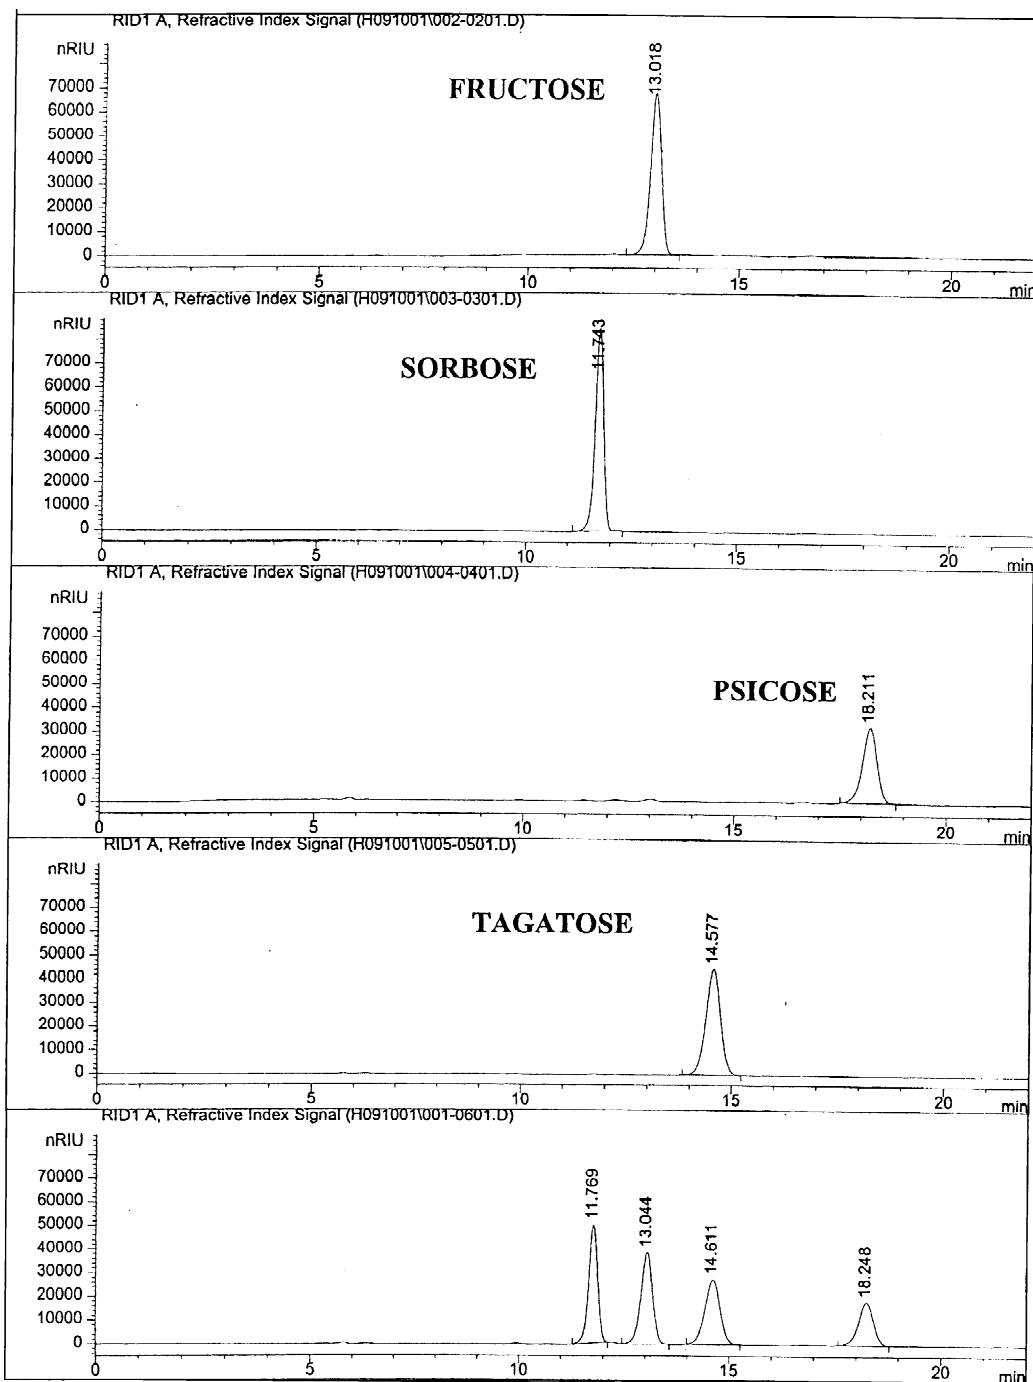 RID1 A, Refractive Index Signal (H091001\002-0201.D)
nRIU
FRUCTOSE
13.018
70000
60000
50000
40000
30000
20000
10000
0
0 5 10 15 20 min
RID1 A, Refractive Index Signal (H091001\003-0301.D)
nRIU
SORBOSE
11.743
70000
60000
50000
40000
30000
20000
10000
0
0 5 10 15 20 min
RID1 A, Refractive Index Signal (H091001\004-0401.D)
nRIU
PSICOSE
18.211
70000
60000
50000
40000
30000
20000
10000
0
0 5 10 15 20 min
RID1 A, Refractive Index Signal (H091001\005-0501.D)
nRIU
TAGATOSE
14.577
70000
60000
50000
40000
30000
20000
10000
0
0 5 10 15 20 min
RID1 A, Refractive Index Signal (H091001\001-0601.D)
nRIU
11.769 13.044 14.611 18.248
70000
60000
50000
40000
30000
20000
10000
0
0 5 10 15 20 min